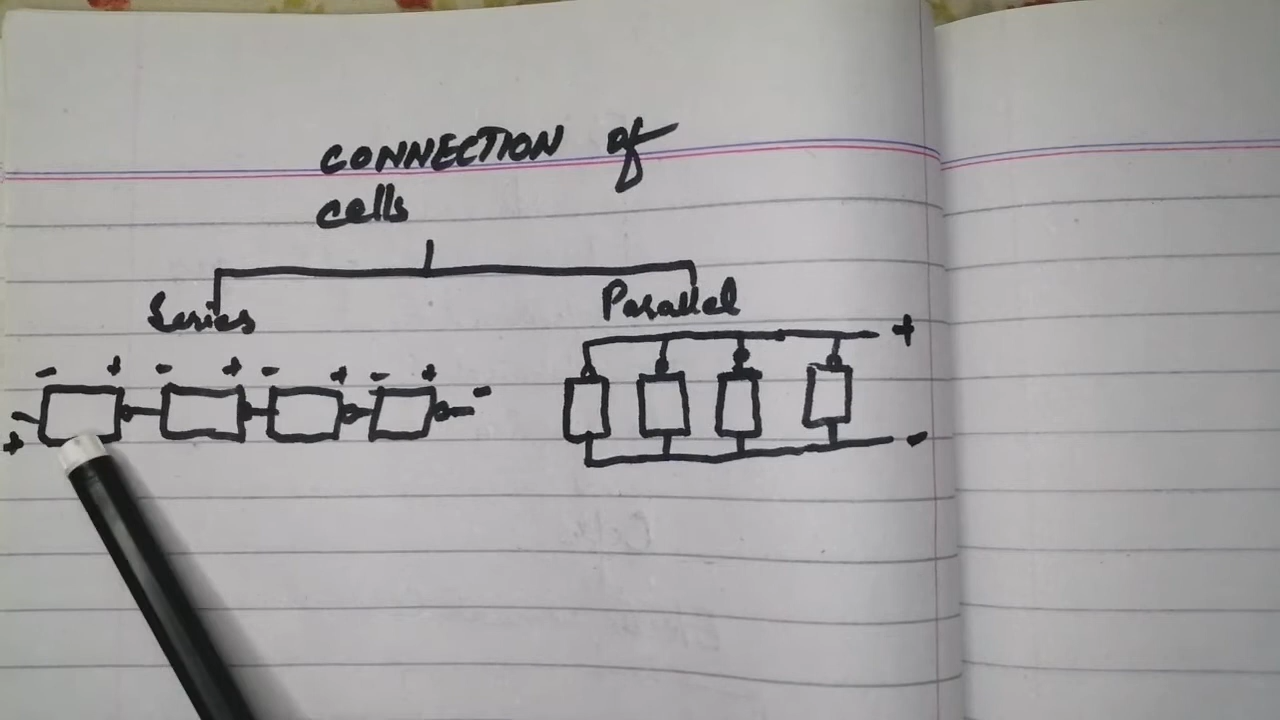 CONNECTION of
cells
Series Parallel
- + - + - + - + - +
+ -